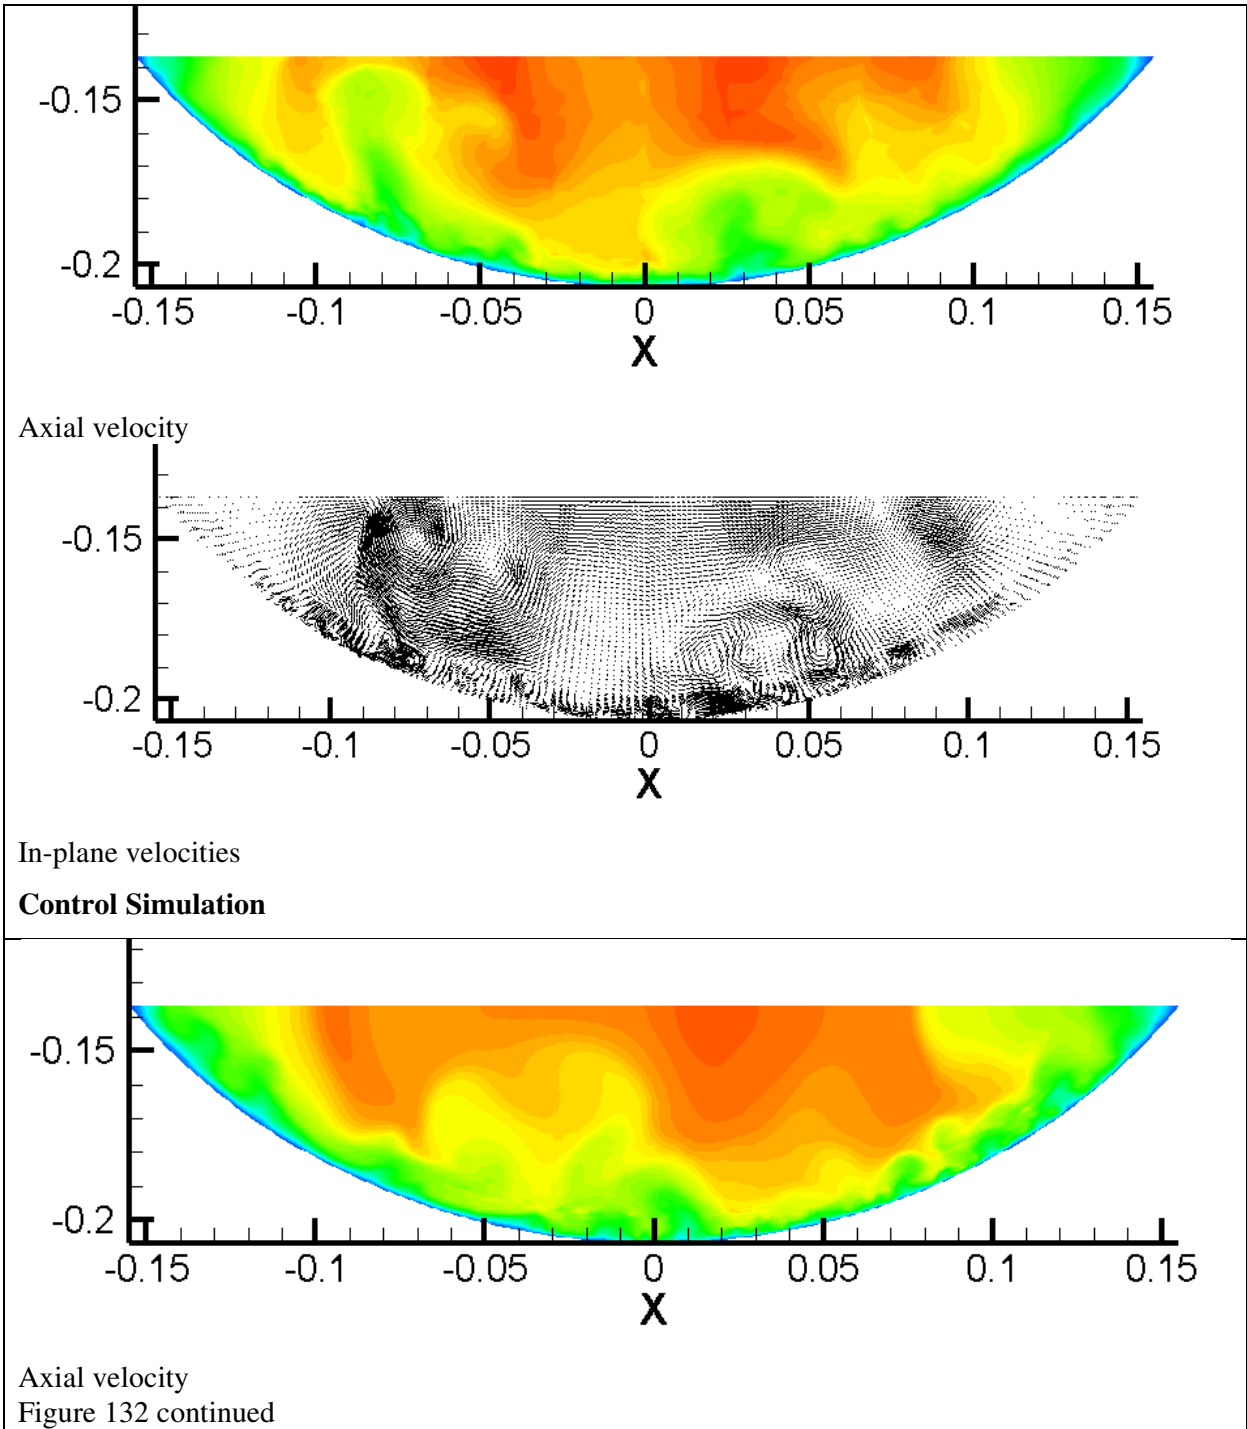 -0.15
-0.2
-0.15 -0.1 -0.05 0 0.05 0.1 0.15
X
Axial velocity
-0.15
-0.2
-0.15 -0.1 -0.05 0 0.05 0.1 0.15
X
In-plane velocities
Control Simulation
-0.15
-0.2
-0.15 -0.1 -0.05 0 0.05 0.1 0.15
X
Axial velocity
Figure 132 continued